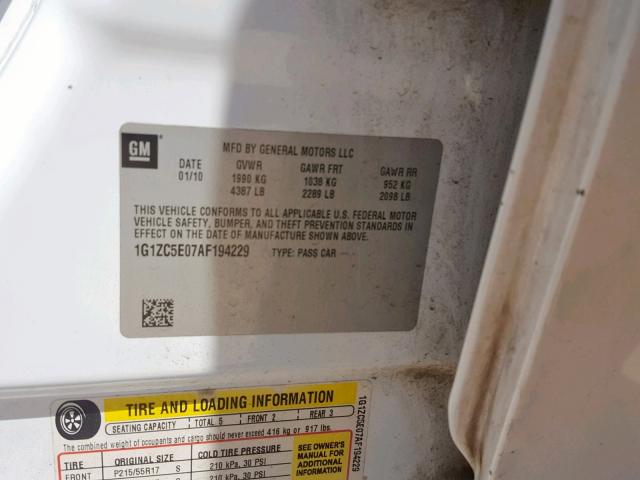 GM
MFD BY GENERAL MOTORS LLC
DATE GVWR GAWR FRT GAWR RR
01/10 1990 KG 1038 KG 952 KG
4387 LB 2289 LB 2098 LB
THIS VEHICLE CONFORMS TO ALL APPLICABLE U.S. FEDERAL MOTOR
VEHICLE SAFETY, BUMPER, AND THEFT PREVENTION STANDARDS
IN EFFECT ON THE DATE OF MANUFACTURE SHOWN ABOVE.
1G1ZC5E07AF194229 TYPE: PASS CAR
TIRE AND LOADING INFORMATION
SEATING CAPACITY TOTAL 5 FRONT 2 REAR 3
The combined weight of occupants and cargo should never exceed 416 kg or 917 lbs.
TIRE ORIGINAL SIZE COLD TIRE PRESSURE
FRONT P215/55R17 S 210 kPa, 30 PSI
S 210 kPa, 30 PSI
SEE OWNER'S
MANUAL FOR
ADDITIONAL
INFORMATION
1G1ZC5E07AF194229